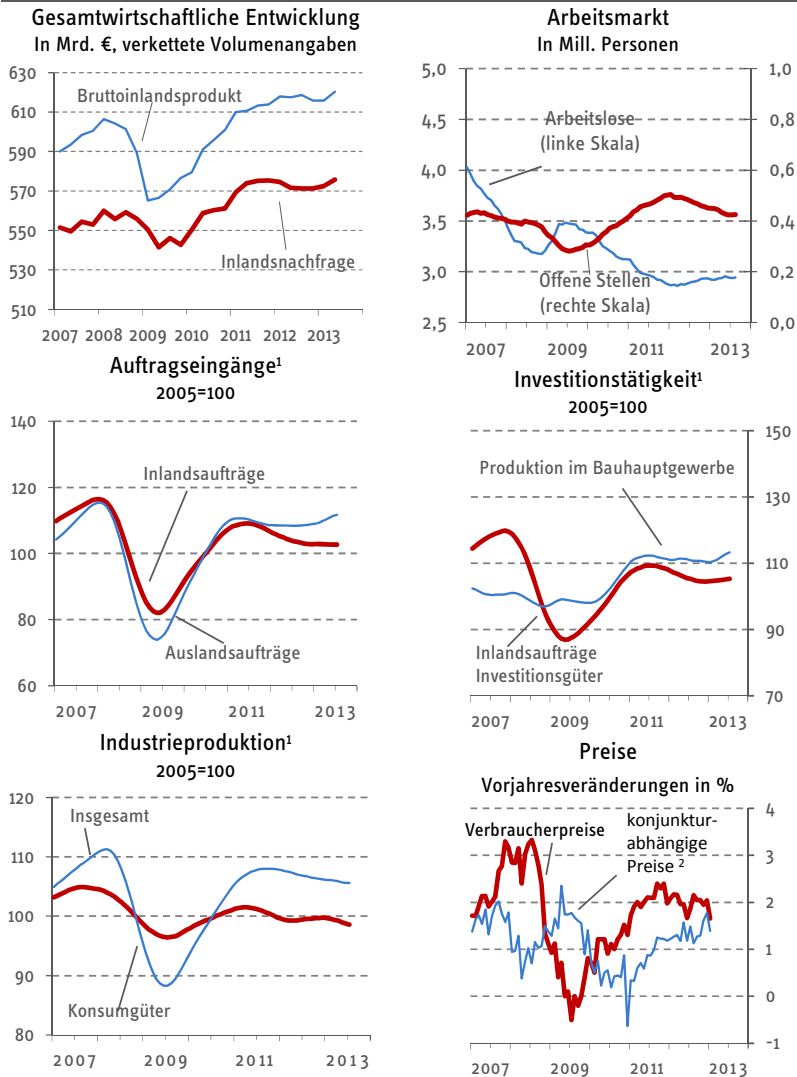 Gesamtwirtschaftliche Entwicklung
In Mrd. €, verkettete Volumenangaben
630
610
590
570
550
530
510
Bruttoinlandsprodukt
Inlandsnachfrage
2007 2008 2009 2010 2011 2012 2013
Arbeitsmarkt
In Mill. Personen
5,0
4,5
4,0
3,5
3,0
2,5
1,0
0,8
0,6
0,4
0,2
0,0
Arbeitslose
(linke Skala)
Offene Stellen
(rechte Skala)
2007 2009 2011 2013
Auftragseingänge¹
2005=100
140
120
100
80
60
Inlandsaufträge
Auslandsaufträge
2007 2009 2011 2013
Investitionstätigkeit¹
2005=100
150
130
110
90
70
Produktion im Bauhauptgewerbe
Inlandsaufträge
Investitionsgüter
2007 2009 2011 2013
Industrieproduktion¹
2005=100
120
110
100
90
80
Insgesamt
Konsumgüter
2007 2009 2011 2013
Preise
Vorjahresveränderungen in %
4
3
2
1
0
-1
Verbraucherpreise
konjunktur-
abhängige
Preise ²
2007 2009 2011 2013